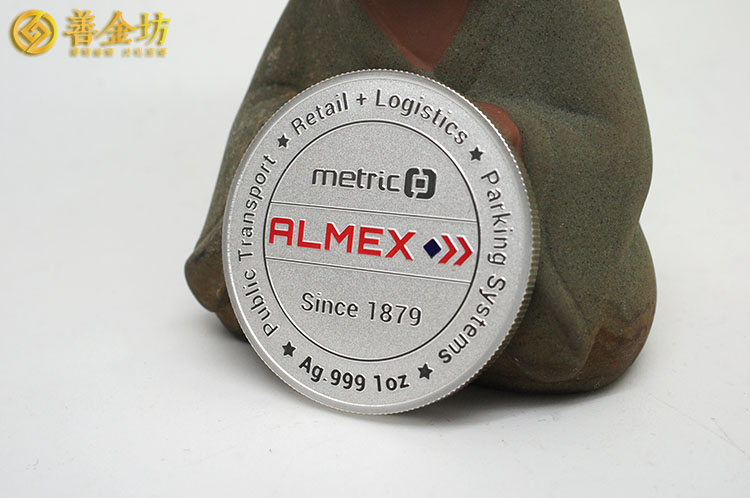 善金坊
Retail + Logistics
Parking Systems
Public Transport
metric
ALMEX
Since 1879
Ag.999 1oz